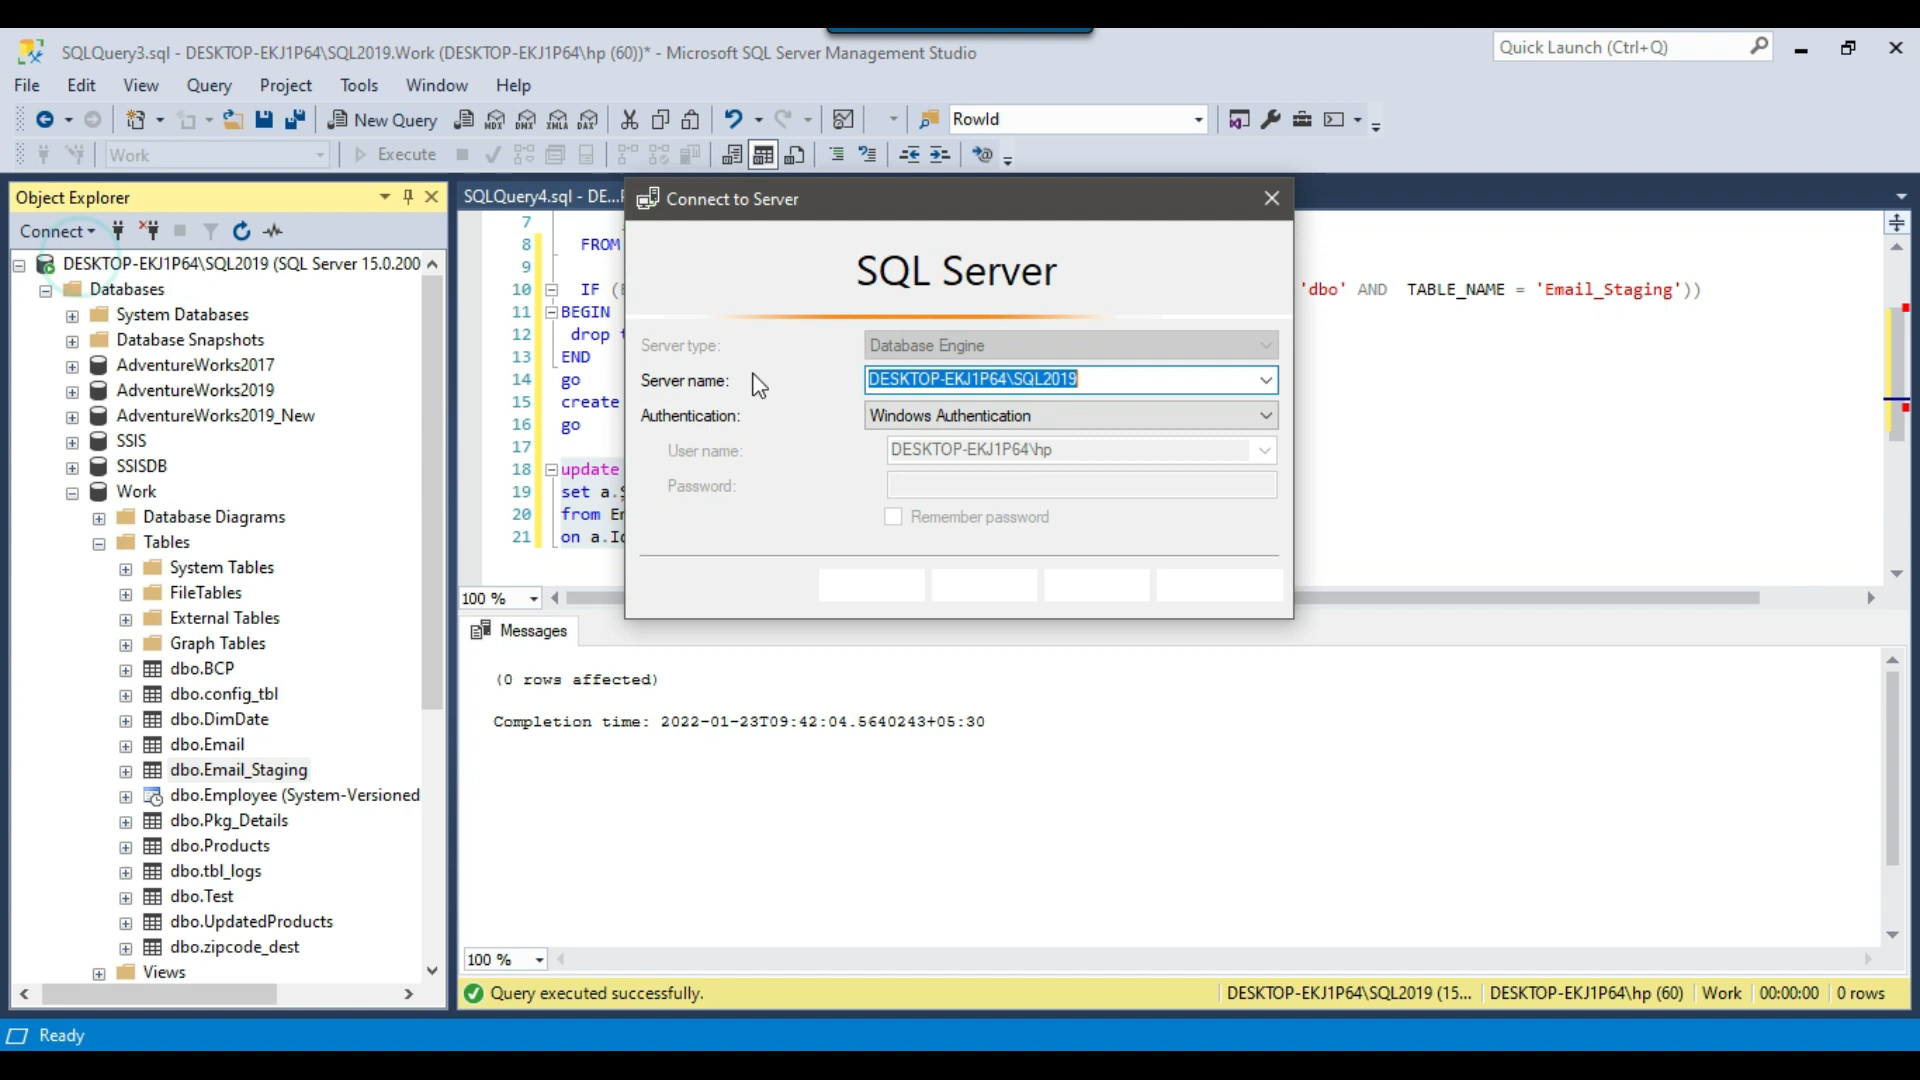 SQLQuery3.sql - DESKTOP-EKJ1P64\SQL2019.Work (DESKTOP-EKJ1P64\hp (60))* - Microsoft SQL Server Management Studio
Quick Launch (Ctrl+Q)
File Edit View Query Project Tools Window Help
New Query MDX DMX XMLA DAX RowId
Work Execute
Object Explorer
Connect
DESKTOP-EKJ1P64\SQL2019 (SQL Server 15.0.200
Databases
System Databases
Database Snapshots
AdventureWorks2017
AdventureWorks2019
AdventureWorks2019_New
SSIS
SSISDB
Work
Database Diagrams
Tables
System Tables
FileTables
External Tables
Graph Tables
dbo.BCP
dbo.config_tbl
dbo.DimDate
dbo.Email
dbo.Email_Staging
dbo.Employee (System-Versioned
dbo.Pkg_Details
dbo.Products
dbo.tbl_logs
dbo.Test
dbo.UpdatedProducts
dbo.zipcode_dest
Views
SQLQuery4.sql - DE...
7
8 FROM
9
10 IF ( 'dbo' AND TABLE_NAME = 'Email_Staging'))
11 BEGIN
12 drop
13 END
14 go
15 create
16 go
17
18 update
19 set a.
20 from
21 on a.
100 %
Connect to Server
SQL Server
Server type: Database Engine
Server name: DESKTOP-EKJ1P64\SQL2019
Authentication: Windows Authentication
User name: DESKTOP-EKJ1P64\hp
Password:
Remember password
Messages
(0 rows affected)
Completion time: 2022-01-23T09:42:04.5640243+05:30
100 %
Query executed successfully. DESKTOP-EKJ1P64\SQL2019 (15... DESKTOP-EKJ1P64\hp (60) Work 00:00:00 0 rows
Ready